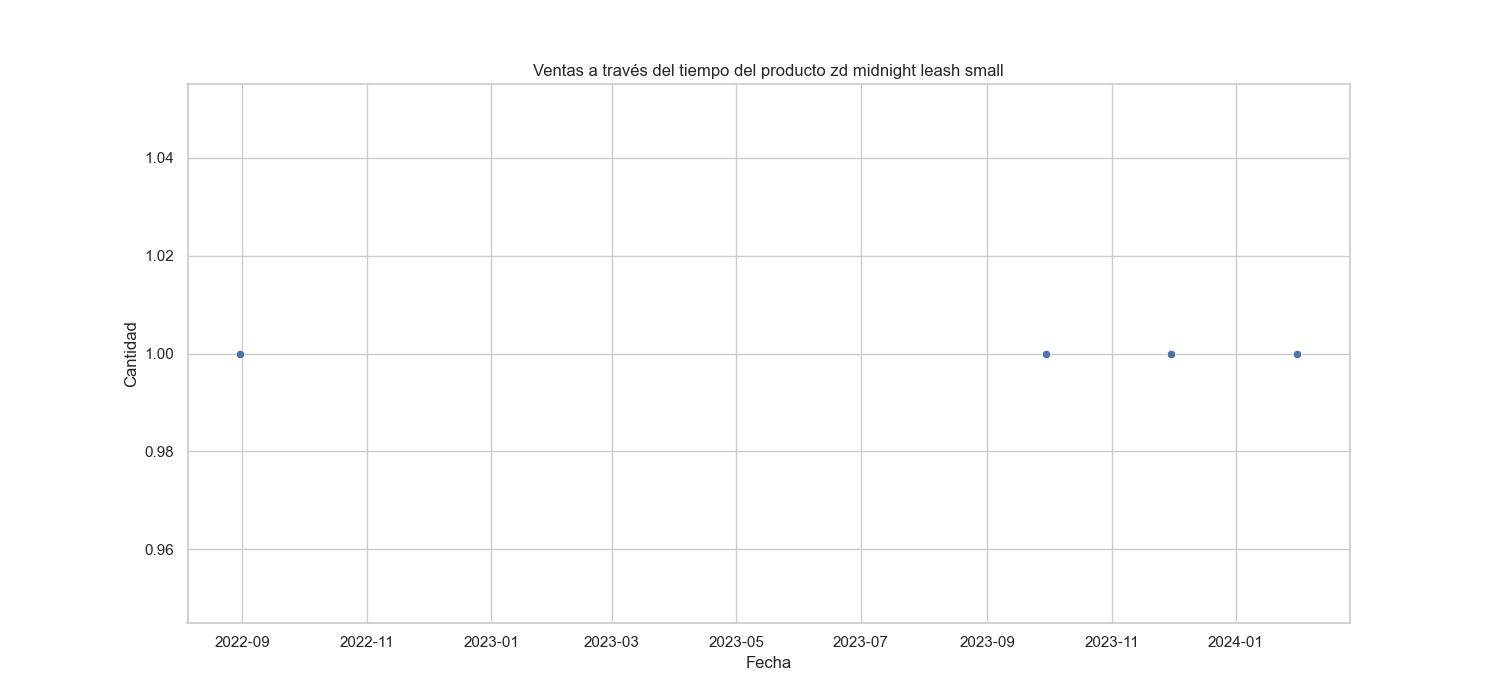 Ventas a través del tiempo del producto zd midnight leash small
1.04
1.02
1.00
0.98
0.96
Cantidad
2022-09 2022-11 2023-01 2023-03 2023-05 2023-07 2023-09 2023-11 2024-01
Fecha